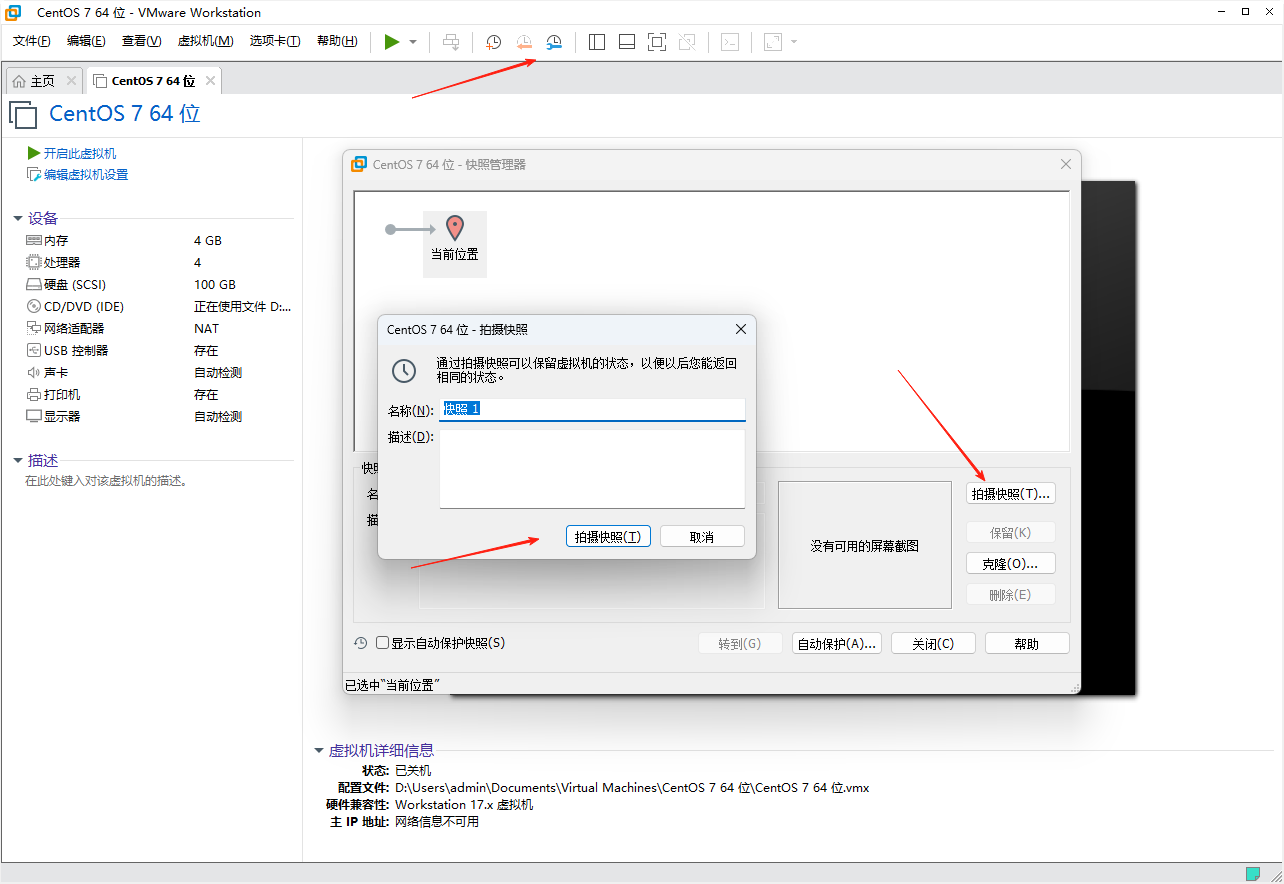 CentOS 7 64 位 - VMware Workstation
文件(F) 编辑(E) 查看(V) 虚拟机(M) 选项卡(T) 帮助(H)
主页 CentOS 7 64 位
CentOS 7 64 位
开启此虚拟机
编辑虚拟机设置
设备
内存 4 GB
处理器 4
硬盘 (SCSI) 100 GB
CD/DVD (IDE) 正在使用文件 D:...
网络适配器 NAT
USB 控制器 存在
声卡 自动检测
打印机 存在
显示器 自动检测
描述
在此处键入对该虚拟机的描述。
CentOS 7 64 位 - 快照管理器
当前位置
CentOS 7 64 位 - 拍摄快照
通过拍摄快照可以保留虚拟机的状态，以便以后您能返回
相同的状态。
名称(N): 快照 1
描述(D):
拍摄快照(T) 取消
快照
名
描
没有可用的屏幕截图
拍摄快照(T)...
保留(K)
克隆(O)...
删除(E)
显示自动保护快照(S) 转到(G) 自动保护(A)... 关闭(C) 帮助
已选中"当前位置"
虚拟机详细信息
状态: 已关机
配置文件: D:\Users\admin\Documents\Virtual Machines\CentOS 7 64 位\CentOS 7 64 位.vmx
硬件兼容性: Workstation 17.x 虚拟机
主 IP 地址: 网络信息不可用